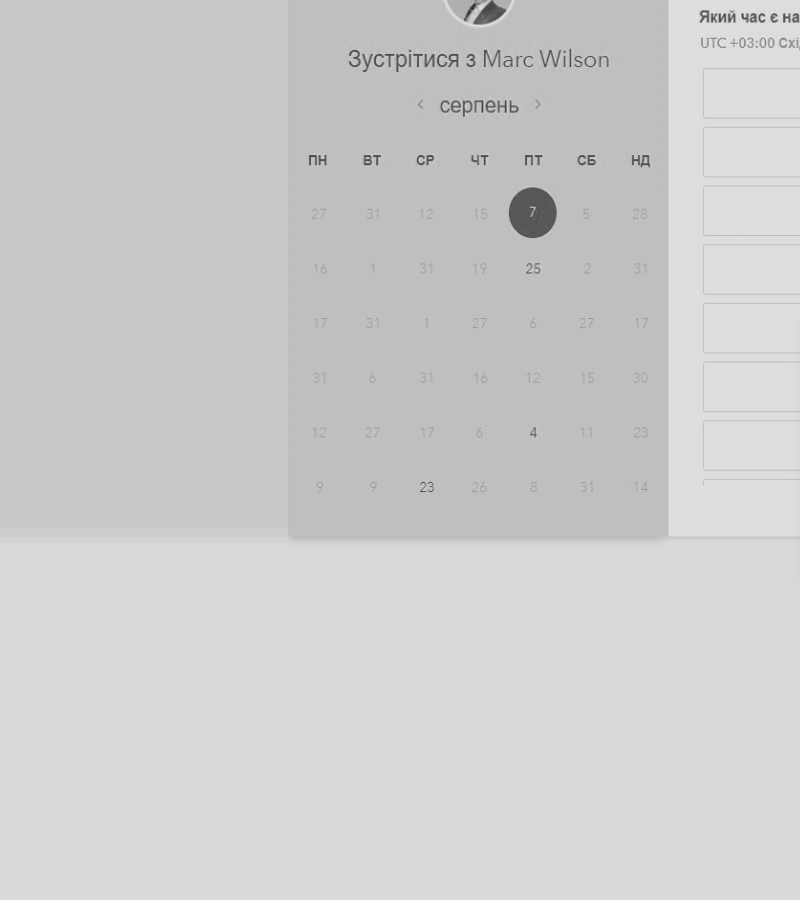 Зустрітися з Marc Wilson
‹ серпень ›
ПН ВТ СР ЧТ ПТ СБ НД
27 31 12 15 7 5 28
16 1 31 19 25 2 31
17 31 1 27 6 27 17
31 6 31 16 12 15 30
12 27 17 6 4 11 23
9 9 23 26 8 31 14
Який час є на
UTC +03:00 Схі